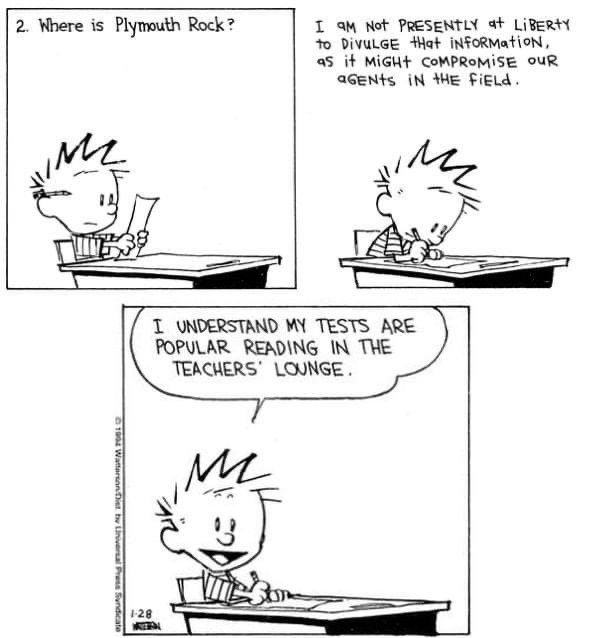 2. Where is Plymouth Rock?
I AM NOT PRESENTLY at LiBERtY
to DiVULGE tHat iNFORMatiON,
as it MiGHt COMPROMiSE OUR
aGENtS iN tHE FiELd.
I UNDERSTAND MY TESTS ARE
POPULAR READING IN THE
TEACHERS' LOUNGE.
© 1994 Watterson/Dist. by Universal Press Syndicate
1-28
WATTERSON